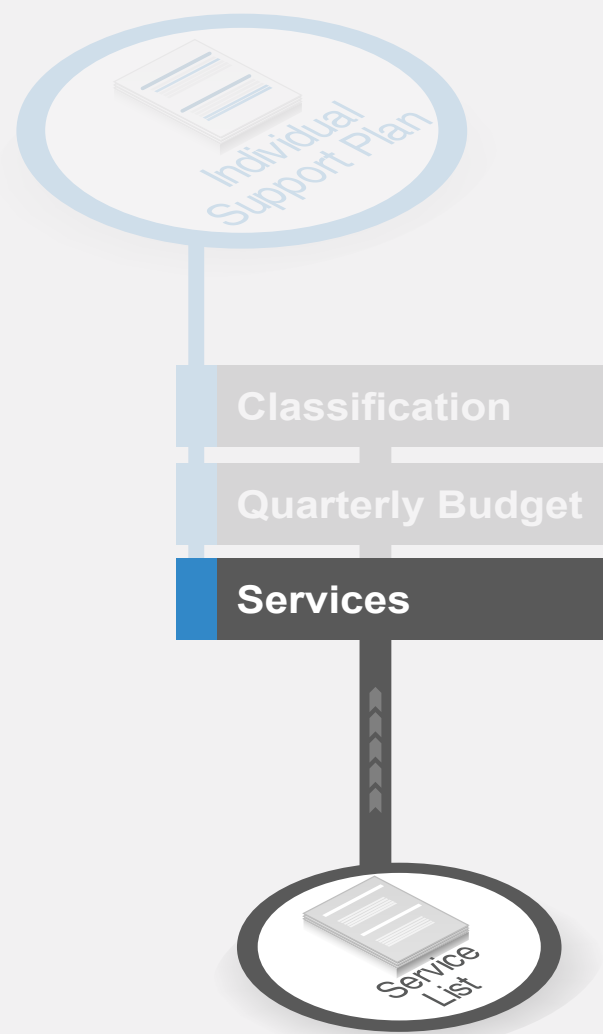 Individual
Support Plan
Classification
Quarterly Budget
Services
Service
List